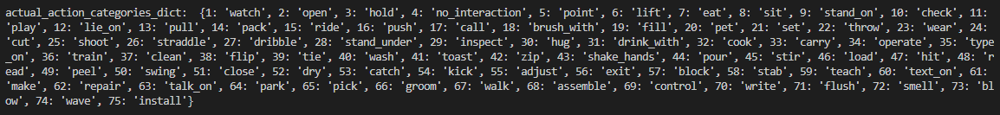 actual_action_categories_dict:  {1: 'watch', 2: 'open', 3: 'hold', 4: 'no_interaction', 5: 'point', 6: 'lift', 7: 'eat', 8: 'sit', 9: 'stand_on', 10: 'check', 11:
'play', 12: 'lie_on', 13: 'pull', 14: 'pack', 15: 'ride', 16: 'push', 17: 'call', 18: 'brush_with', 19: 'fill', 20: 'pet', 21: 'set', 22: 'throw', 23: 'wear', 24:
'cut', 25: 'shoot', 26: 'straddle', 27: 'dribble', 28: 'stand_under', 29: 'inspect', 30: 'hug', 31: 'drink_with', 32: 'cook', 33: 'carry', 34: 'operate', 35: 'type
_on', 36: 'train', 37: 'clean', 38: 'flip', 39: 'tie', 40: 'wash', 41: 'toast', 42: 'zip', 43: 'shake_hands', 44: 'pour', 45: 'stir', 46: 'load', 47: 'hit', 48: 'r
ead', 49: 'peel', 50: 'swing', 51: 'close', 52: 'dry', 53: 'catch', 54: 'kick', 55: 'adjust', 56: 'exit', 57: 'block', 58: 'stab', 59: 'teach', 60: 'text_on', 61:
'make', 62: 'repair', 63: 'talk_on', 64: 'park', 65: 'pick', 66: 'groom', 67: 'walk', 68: 'assemble', 69: 'control', 70: 'write', 71: 'flush', 72: 'smell', 73: 'bl
ow', 74: 'wave', 75: 'install'}